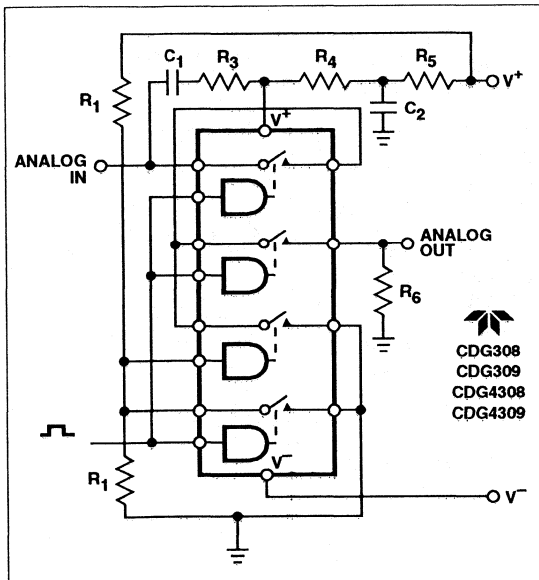 C1
R3
R4
R5
V+
R1
V+
C2
ANALOG
IN
ANALOG
OUT
R6
CDG308
CDG309
CDG4308
CDG4309
R1
V−
V−